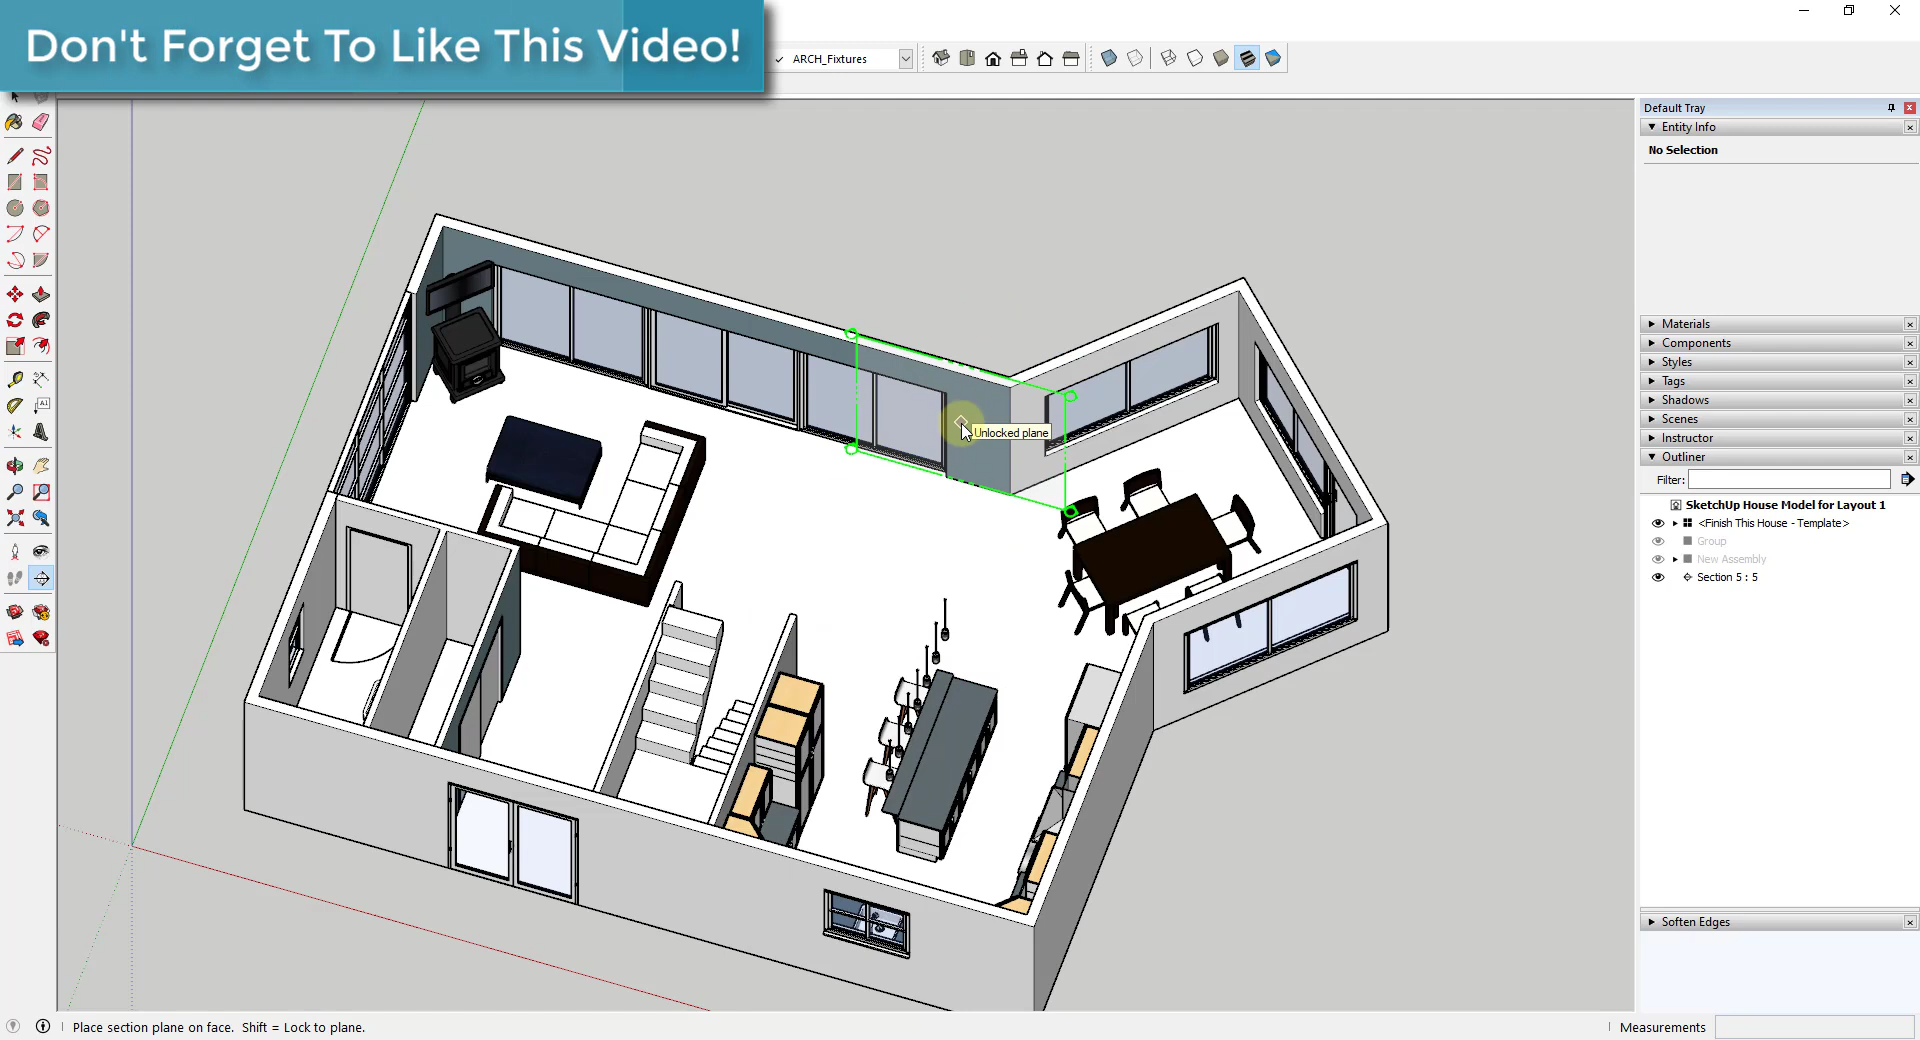 Don't Forget To Like This Video!
ARCH_Fixtures
Default Tray
Entity Info
No Selection
Materials
Components
Styles
Tags
Shadows
Scenes
Instructor
Outliner
Filter:
SketchUp House Model for Layout 1
<Finish This House - Template>
Group
New Assembly
Section 5 : 5
Soften Edges
Unlocked plane
Place section plane on face. Shift = Lock to plane.
Measurements